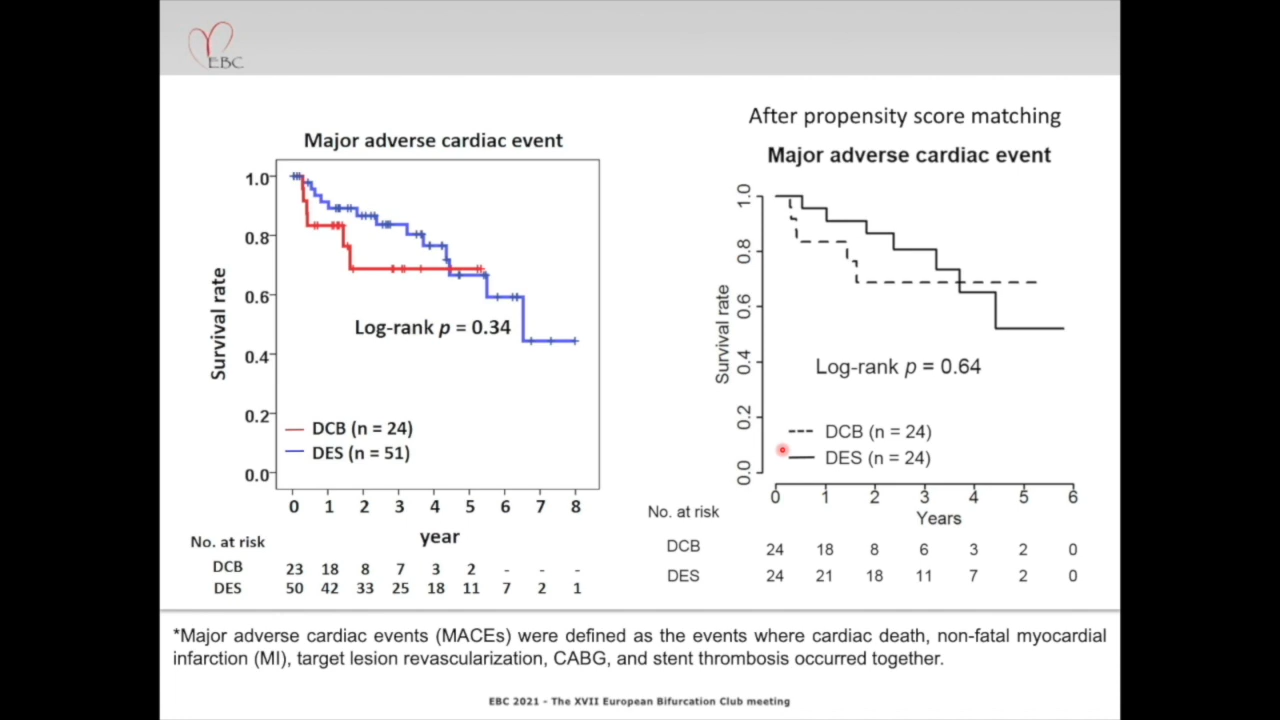 EBC
Major adverse cardiac event
1.0
0.8
0.6
0.4
0.2
0.0
Survival rate
Log-rank p = 0.34
DCB (n = 24)
DES (n = 51)
0 1 2 3 4 5 6 7 8
year
No. at risk
DCB 23 18 8 7 3 2 - - -
DES 50 42 33 25 18 11 7 2 1
After propensity score matching
Major adverse cardiac event
1.0
0.8
0.6
0.4
0.2
0.0
Survival rate
Log-rank p = 0.64
DCB (n = 24)
DES (n = 24)
0 1 2 3 4 5 6
Years
No. at risk
DCB 24 18 8 6 3 2 0
DES 24 21 18 11 7 2 0
*Major adverse cardiac events (MACEs) were defined as the events where cardiac death, non-fatal myocardial
infarction (MI), target lesion revascularization, CABG, and stent thrombosis occurred together.
EBC 2021 - The XVII European Bifurcation Club meeting